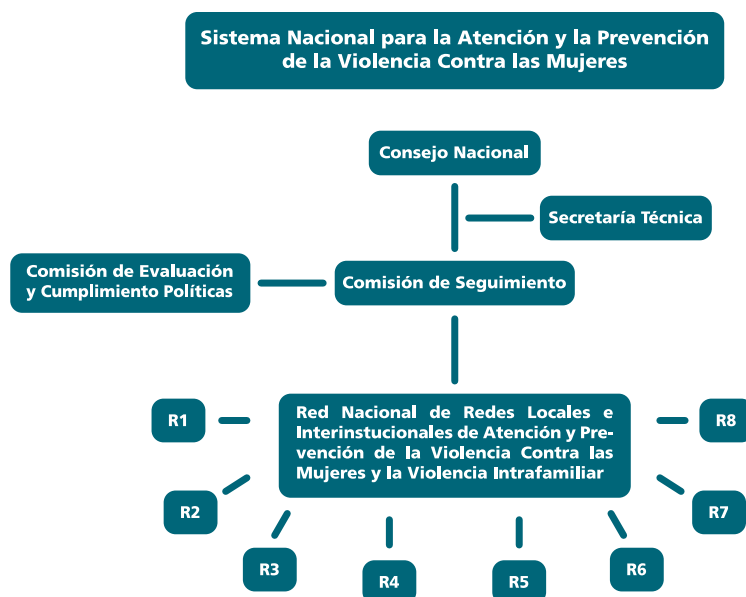 Sistema Nacional para la Atención y la Prevención
de la Violencia Contra las Mujeres
Consejo Nacional
Secretaría Técnica
Comisión de Evaluación
y Cumplimiento Políticas
Comisión de Seguimiento
Red Nacional de Redes Locales e
Interinstucionales de Atención y Pre-
vención de la Violencia Contra las
Mujeres y la Violencia Intrafamiliar
R1
R2
R3
R4
R5
R6
R7
R8